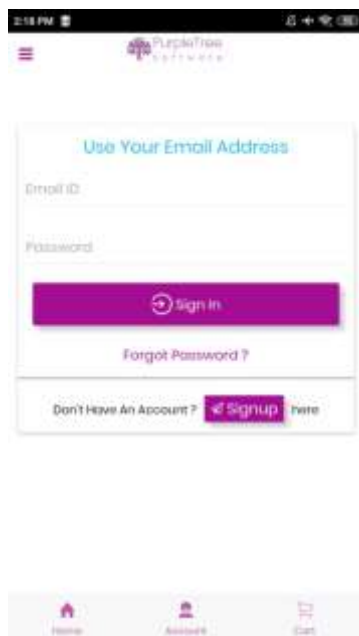 2:18 PM
PurpleTree
software
Use Your Email Address
Email ID
Password
Sign In
Forgot Password ?
Don't Have An Account ? Signup here
Home Account Cart